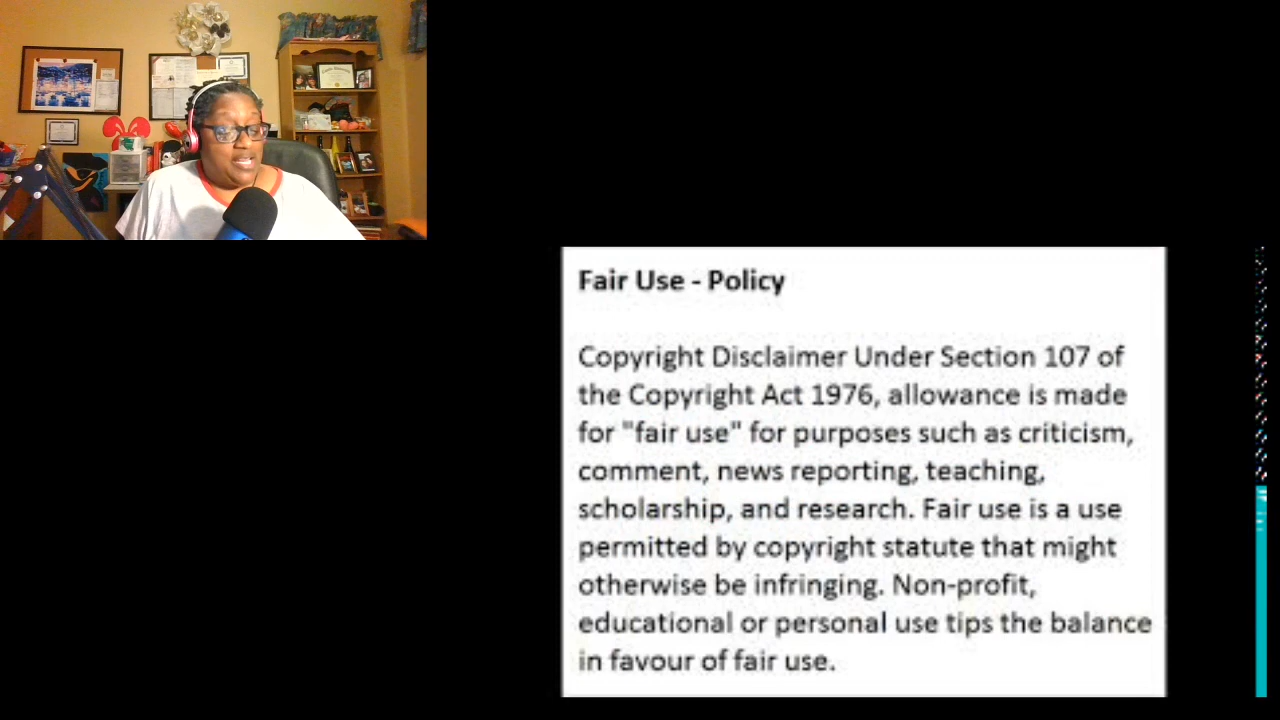 Fair Use - Policy
Copyright Disclaimer Under Section 107 of
the Copyright Act 1976, allowance is made
for "fair use" for purposes such as criticism,
comment, news reporting, teaching,
scholarship, and research. Fair use is a use
permitted by copyright statute that might
otherwise be infringing. Non-profit,
educational or personal use tips the balance
in favour of fair use.